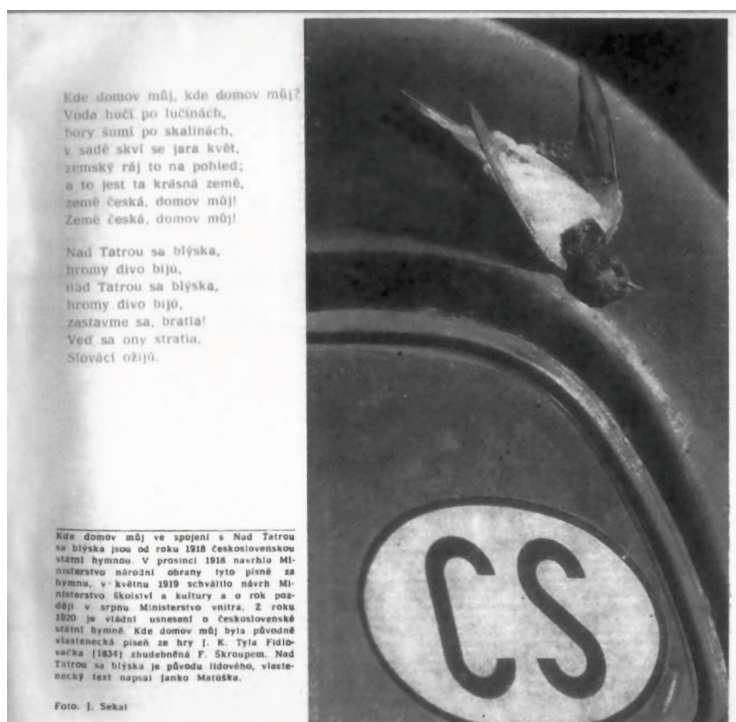 Kde domov můj, kde domov můj?
Voda hučí po lučinách,
bory šumí po skalinách,
v sadě skví se jara květ,
zemský ráj to na pohled;
a to jest ta krásná země,
země česká, domov můj!
Země česká, domov můj!
Nad Tatrou sa blýska,
hromy divo bijú,
nad Tatrou sa blýska,
hromy divo bijú,
zastavme sa, bratia!
Veď sa ony stratia,
Slováci ožijú.
Kde domov můj ve spojení s Nad Tatrou
sa blýska jsou od roku 1918 československou
státní hymnou. V prosinci 1918 navrhlo Mi-
nisterstvo národní obrany tyto písně za
hymnu, v květnu 1919 schválilo návrh Mi-
nisterstvo školství a kultury a o rok poz-
ději v srpnu Ministerstvo vnitra. Z roku
1920 je vládní usnesení o československé
státní hymně. Kde domov můj byla původně
vlastenecká píseň ze hry J. K. Tyla Fidlo-
vačka (1834) zhudebněná F. Škroupem. Nad
Tatrou sa blýska je původu lidového, vlaste-
necký text napsal Janko Matúška.
Foto. J. Sekal
CS